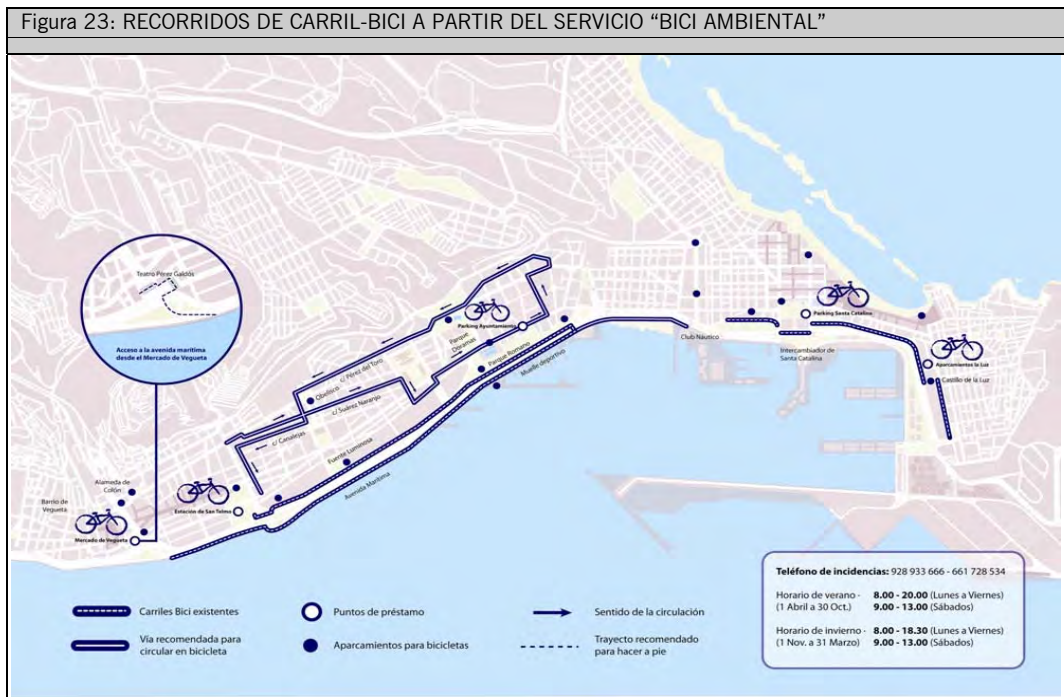 Figura 23: RECORRIDOS DE CARRIL-BICI A PARTIR DEL SERVICIO “BICI AMBIENTAL”
Teatro Pérez Galdós
Acceso a la avenida marítima
desde el Mercado de Vegueta
Parking Ayuntamiento
Parque
Doramas
Parque Romano
Muelle deportivo
c/ Pérez del Toro
Obelisco
c/ Suárez Naranjo
c/ Canalejas
Fuente Luminosa
Avenida Marítima
Club Náutico
Parking Santa Catalina
Intercambiador de
Santa Catalina
Aparcamientos la Luz
Castillo de la Luz
Alameda de
Colón
Barrio de
Vegueta
Mercado de Vegueta
Estación de San Telmo
Teléfono de incidencias: 928 933 666 - 661 728 534
Horario de verano - 8.00 - 20.00 (Lunes a Viernes)
(1 Abril a 30 Oct.) 9.00 - 13.00 (Sábados)
Horario de invierno - 8.00 - 18.30 (Lunes a Viernes)
(1 Nov. a 31 Marzo) 9.00 - 13.00 (Sábados)
Carriles Bici existentes
Puntos de préstamo
Sentido de la circulación
Vía recomendada para
circular en bicicleta
Aparcamientos para bicicletas
Trayecto recomendado
para hacer a pie